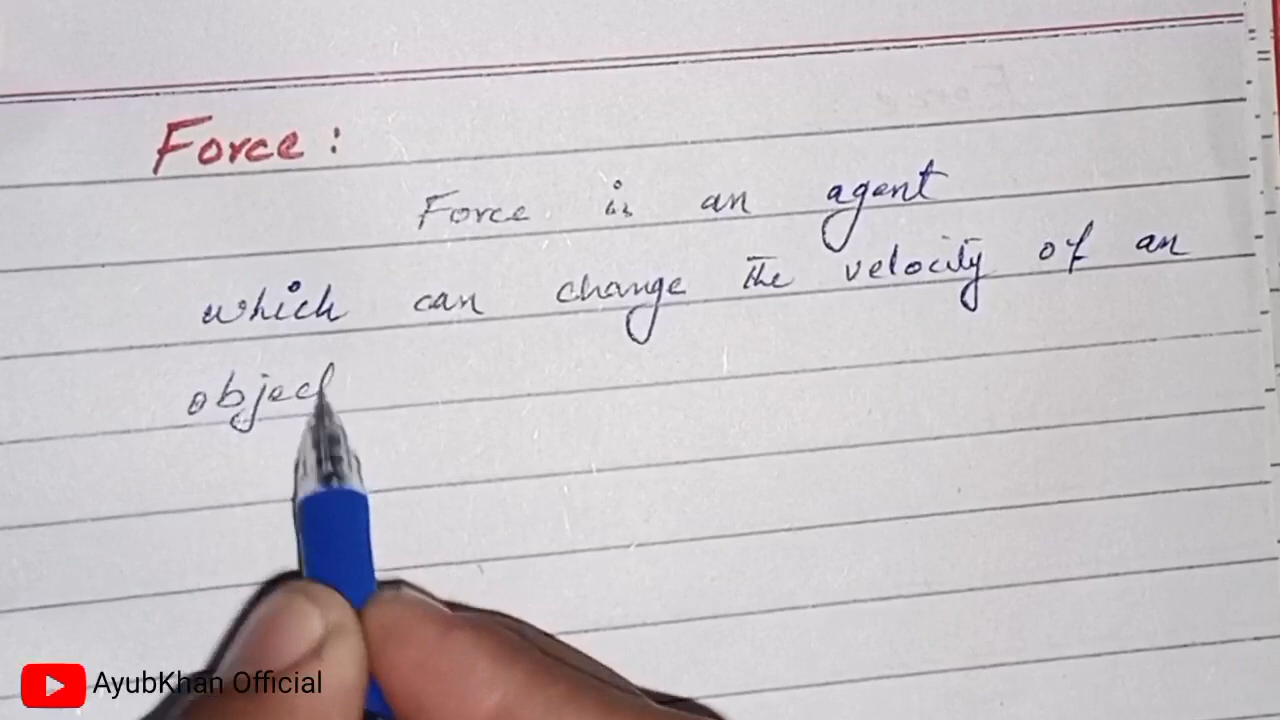 Force :
Force is an agent
which can change the velocity of an
object
AyubKhan Official